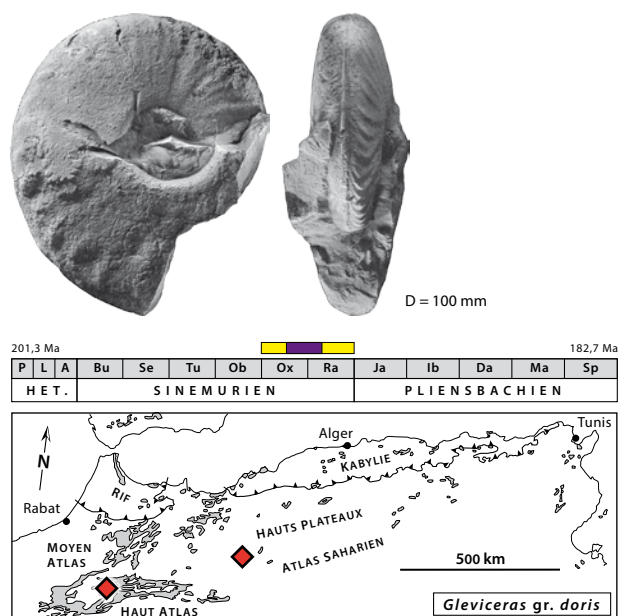 D = 100 mm
201,3 Ma 182,7 Ma
P L A Bu Se Tu Ob Ox Ra Ja Ib Da Ma Sp
HET. SINEMURIEN PLIENSBACHIEN
Tunis
Alger
KABYLIE
N
RIF
Rabat
HAUTS PLATEAUX
MOYEN
ATLAS
ATLAS SAHARIEN
500 km
HAUT ATLAS
Gleviceras gr. doris